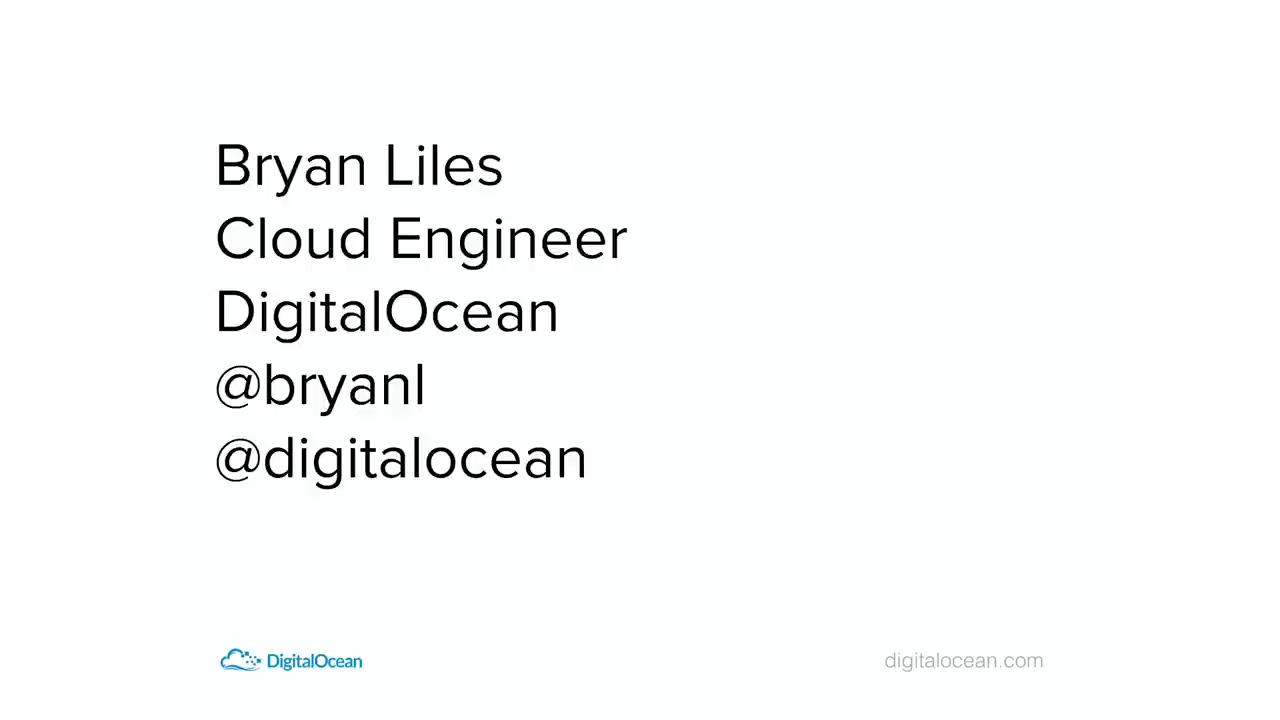 Bryan Liles
Cloud Engineer
DigitalOcean
@bryanl
@digitalocean
DigitalOcean
digitalocean.com